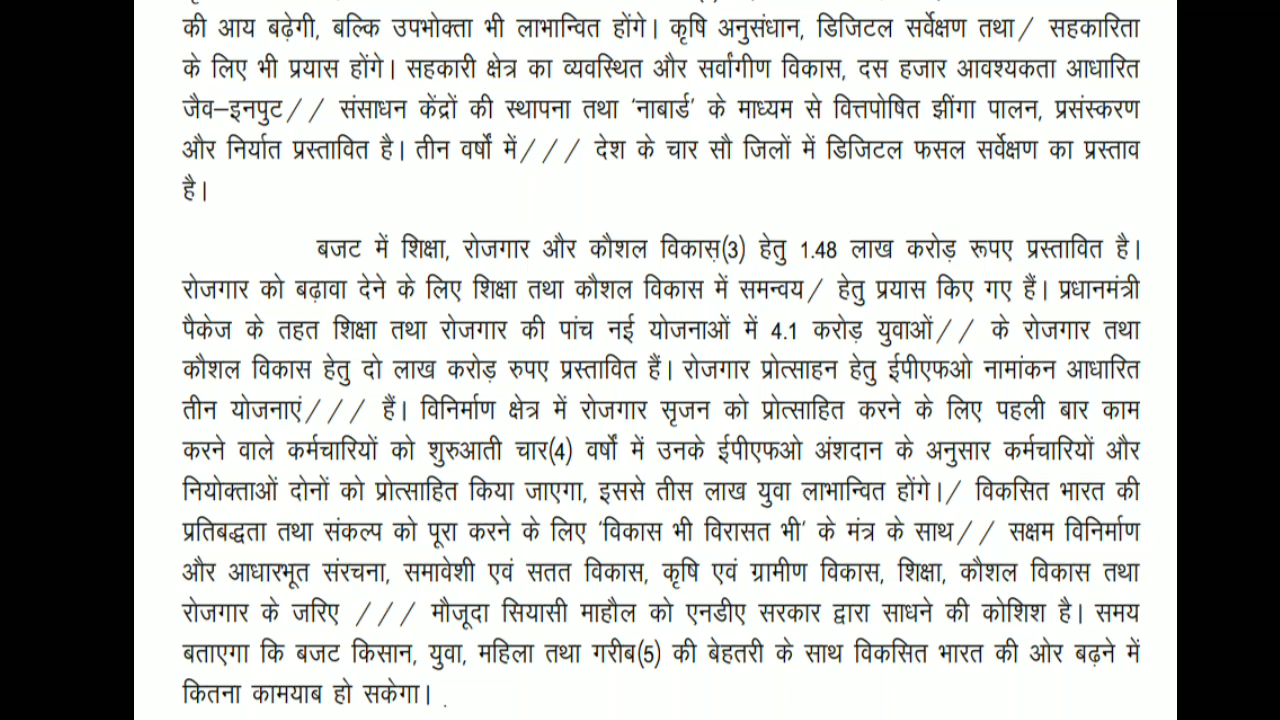 की आय बढ़ेगी, बल्कि उपभोक्ता भी लाभान्वित होंगे। कृषि अनुसंधान, डिजिटल सर्वेक्षण तथा/ सहकारिता
के लिए भी प्रयास होंगे। सहकारी क्षेत्र का व्यवस्थित और सर्वांगीण विकास, दस हजार आवश्यकता आधारित
जैव–इनपुट// संसाधन केंद्रों की स्थापना तथा 'नाबार्ड' के माध्यम से वित्तपोषित झींगा पालन, प्रसंस्करण
और निर्यात प्रस्तावित है। तीन वर्षों में/// देश के चार सौ जिलों में डिजिटल फसल सर्वेक्षण का प्रस्ताव
है।
बजट में शिक्षा, रोजगार और कौशल विकास़(3) हेतु 1.48 लाख करोड़ रूपए प्रस्तावित है।
रोजगार को बढ़ावा देने के लिए शिक्षा तथा कौशल विकास में समन्वय/ हेतु प्रयास किए गए हैं। प्रधानमंत्री
पैकेज के तहत शिक्षा तथा रोजगार की पांच नई योजनाओं में 4.1 करोड़ युवाओं// के रोजगार तथा
कौशल विकास हेतु दो लाख करोड़ रुपए प्रस्तावित हैं। रोजगार प्रोत्साहन हेतु ईपीएफओ नामांकन आधारित
तीन योजनाएं/// हैं। विनिर्माण क्षेत्र में रोजगार सृजन को प्रोत्साहित करने के लिए पहली बार काम
करने वाले कर्मचारियों को शुरुआती चार(4) वर्षों में उनके ईपीएफओ अंशदान के अनुसार कर्मचारियों और
नियोक्ताओं दोनों को प्रोत्साहित किया जाएगा, इससे तीस लाख युवा लाभान्वित होंगे।/ विकसित भारत की
प्रतिबद्धता तथा संकल्प को पूरा करने के लिए 'विकास भी विरासत भी' के मंत्र के साथ// सक्षम विनिर्माण
और आधारभूत संरचना, समावेशी एवं सतत विकास, कृषि एवं ग्रामीण विकास, शिक्षा, कौशल विकास तथा
रोजगार के जरिए /// मौजूदा सियासी माहौल को एनडीए सरकार द्वारा साधने की कोशिश है। समय
बताएगा कि बजट किसान, युवा, महिला तथा गरीब(5) की बेहतरी के साथ विकसित भारत की ओर बढ़ने में
कितना कामयाब हो सकेगा। .